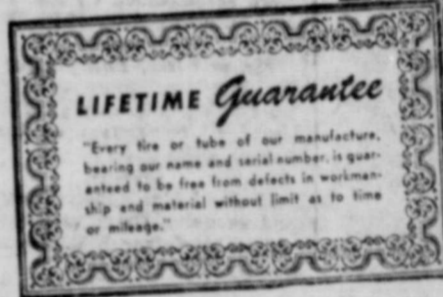 LIFETIME Guarantee
"Every tire or tube of our manufacture,
bearing our name and serial number, is guar-
anteed to be free from defects in workman-
ship and material without limit as to time
or mileage."